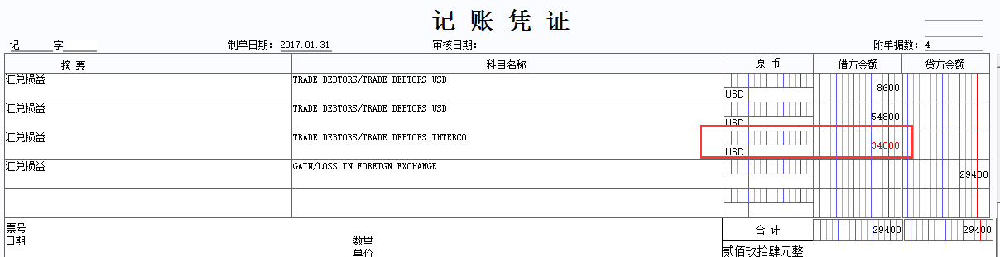 记 账 凭 证
记 字 制单日期：2017.01.31 审核日期： 附单据数：4
摘 要 科目名称 原 币 借方金额 贷方金额
汇兑损益 TRADE DEBTORS/TRADE DEBTORS USD USD 8600
汇兑损益 TRADE DEBTORS/TRADE DEBTORS USD USD 54800
汇兑损益 TRADE DEBTORS/TRADE DEBTORS INTERCO USD 34000
汇兑损益 GAIN/LOSS IN FOREIGN EXCHANGE 29400
票号 合 计 29400 29400
日期 数量 贰佰玖拾肆元整
单价